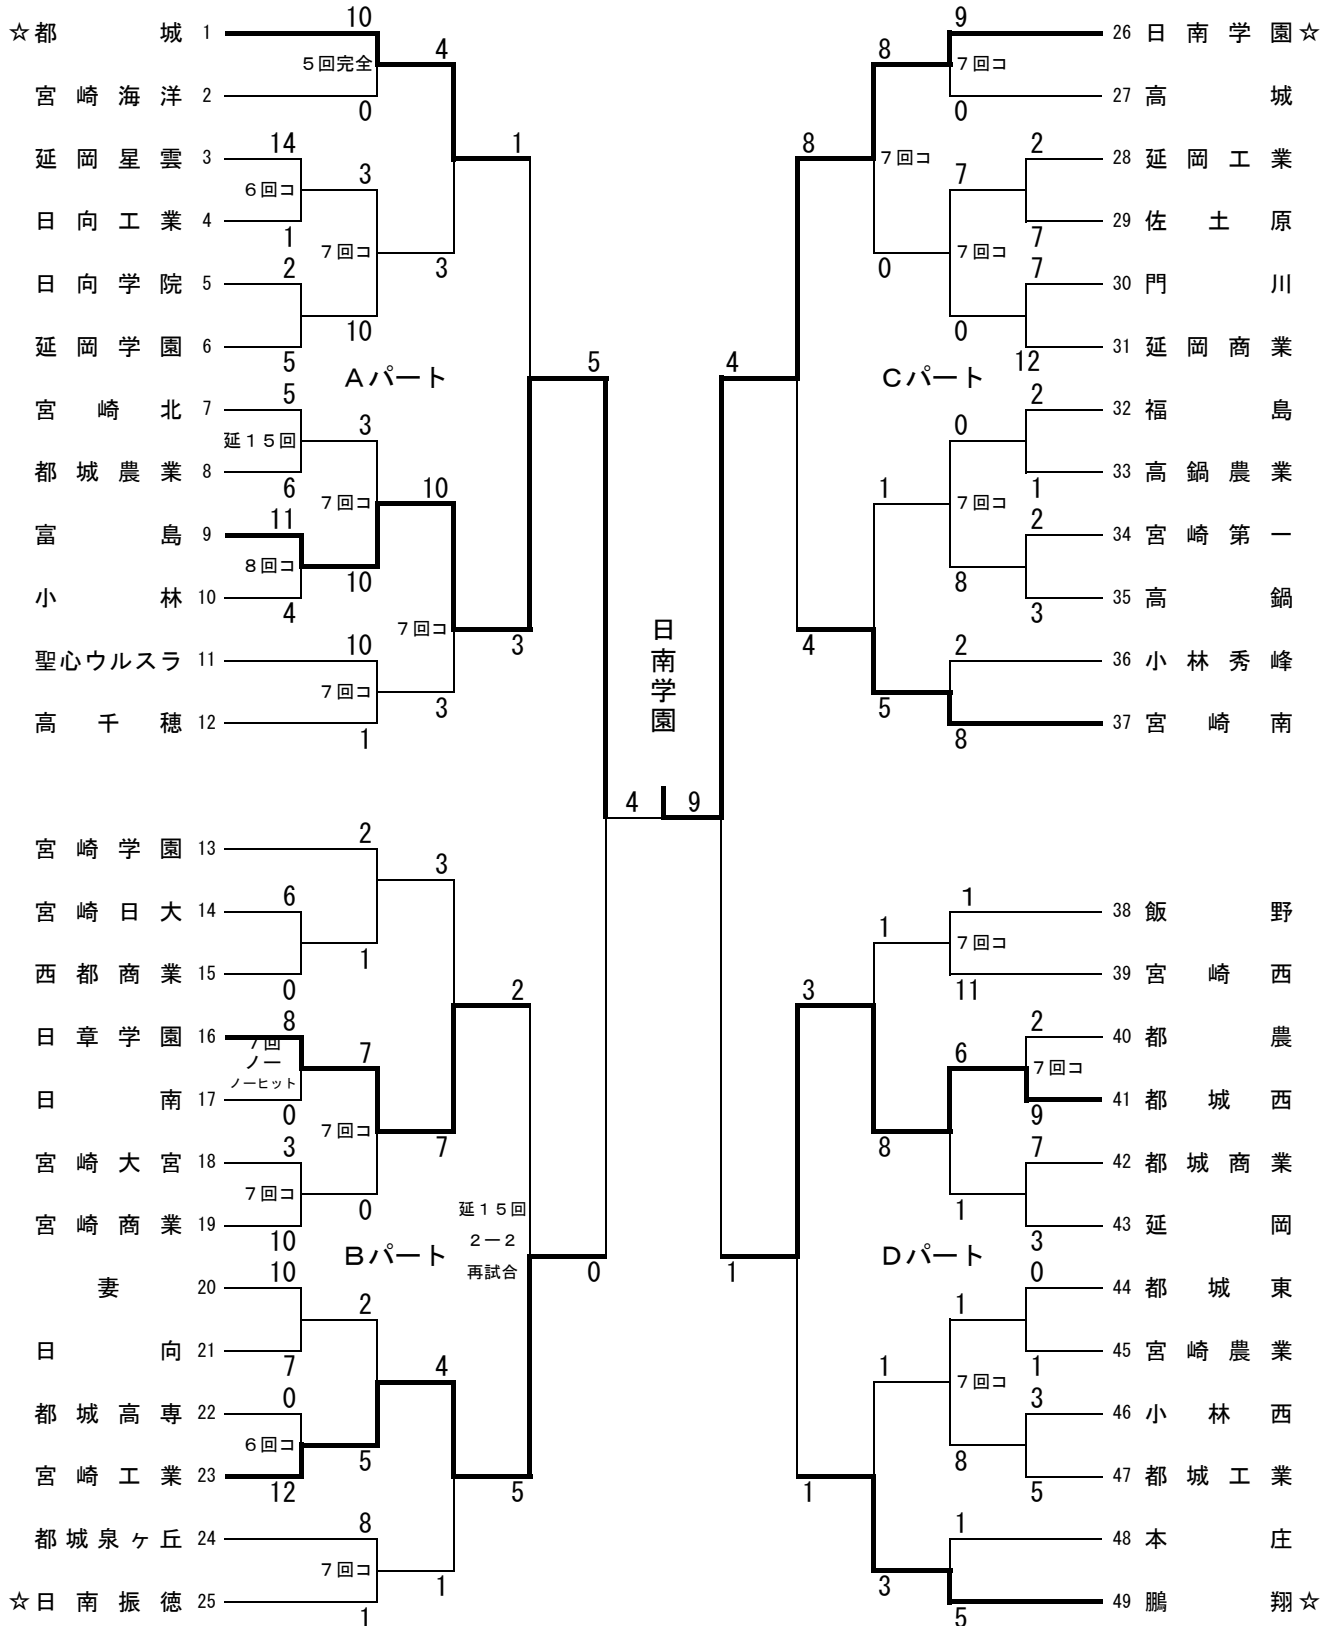 ☆都城 1
10
5回完全
4
宮崎海洋 2
0
1
延岡星雲 3
14
6回コ
3
日向工業 4
1
7回コ
3
日向学院 5
2
10
延岡学園 6
5
Aパート
5
宮崎北 7
5
延15回
3
都城農業 8
6
7回コ
10
富島 9
11
8回コ
10
小林 10
4
7回コ
3
聖心ウルスラ 11
10
7回コ
3
高千穂 12
1
宮崎学園 13
2
3
宮崎日大 14
6
1
西都商業 15
0
2
日章学園 16
8
7回
ノー
ノーヒット
7
日南 17
0
7回コ
7
宮崎大宮 18
3
7回コ
0
宮崎商業 19
10
延15回
2－2
再試合
Bパート
0
妻 20
10
2
日向 21
7
4
都城高専 22
0
6回コ
5
宮崎工業 23
12
5
都城泉ヶ丘 24
8
7回コ
1
☆日南振徳 25
1
日南学園
4
9
9
26 日南学園☆
8
7回コ
27 高城
0
8
7回コ
2
28 延岡工業
7
29 佐土原
7
7回コ
0
7
30 門川
0
31 延岡商業
12
4
Cパート
2
32 福島
0
33 高鍋農業
1
1
7回コ
2
34 宮崎第一
8
35 高鍋
3
4
2
36 小林秀峰
5
37 宮崎南
8
1
38 飯野
1
7回コ
39 宮崎西
11
3
2
40 都農
6
7回コ
41 都城西
9
8
7
42 都城商業
1
43 延岡
3
Dパート
1
0
44 都城東
1
45 宮崎農業
1
1
7回コ
3
46 小林西
8
47 都城工業
5
1
1
48 本庄
3
49 鵬翔☆
5